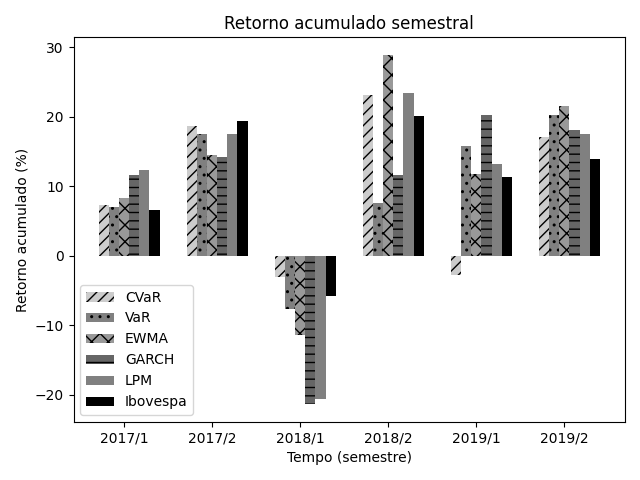 Retorno acumulado semestral
Retorno acumulado (%)
30
20
10
0
−10
−20
CVaR
VaR
EWMA
GARCH
LPM
Ibovespa
2017/1 2017/2 2018/1 2018/2 2019/1 2019/2
Tempo (semestre)